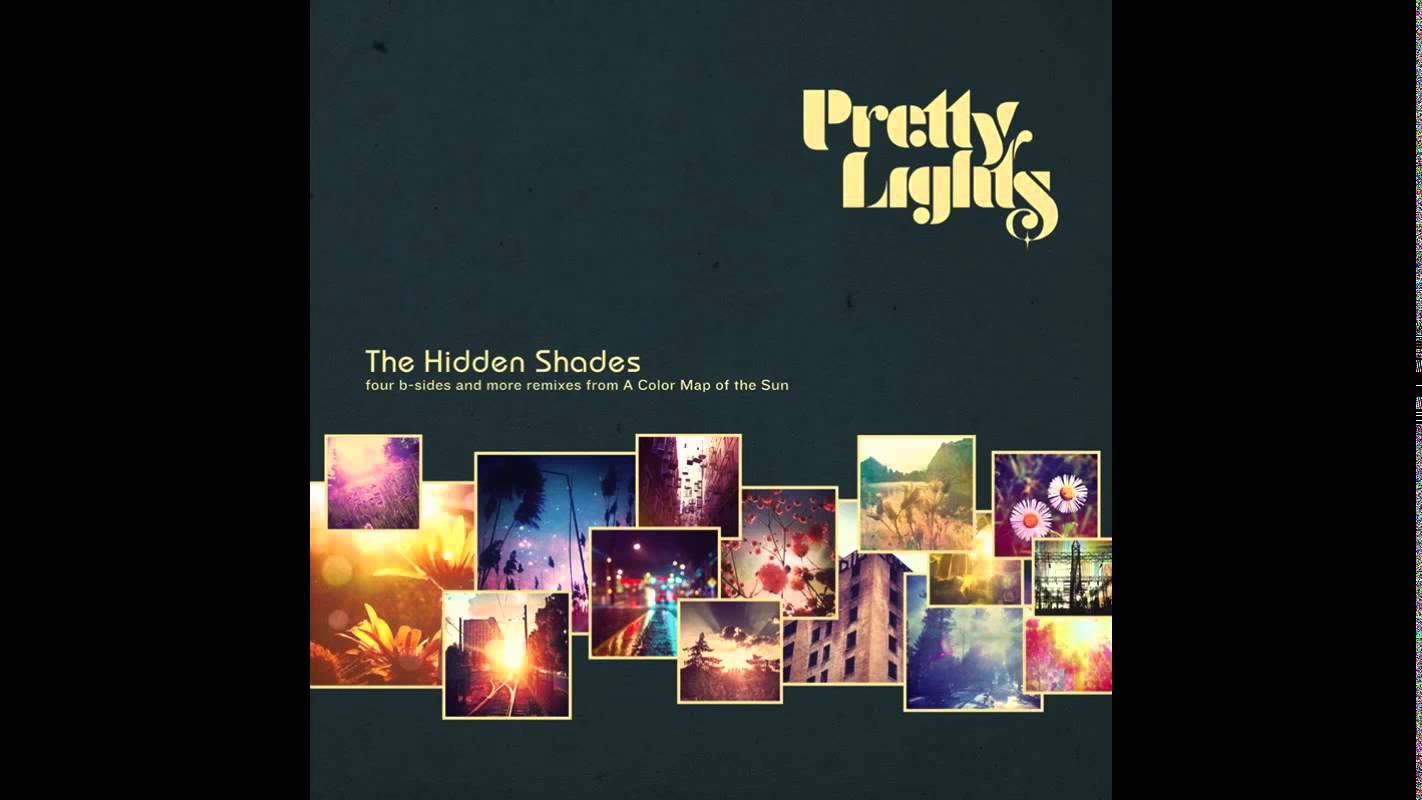 Pretty
Lights
The Hidden Shades
four b-sides and more remixes from A Color Map of the Sun